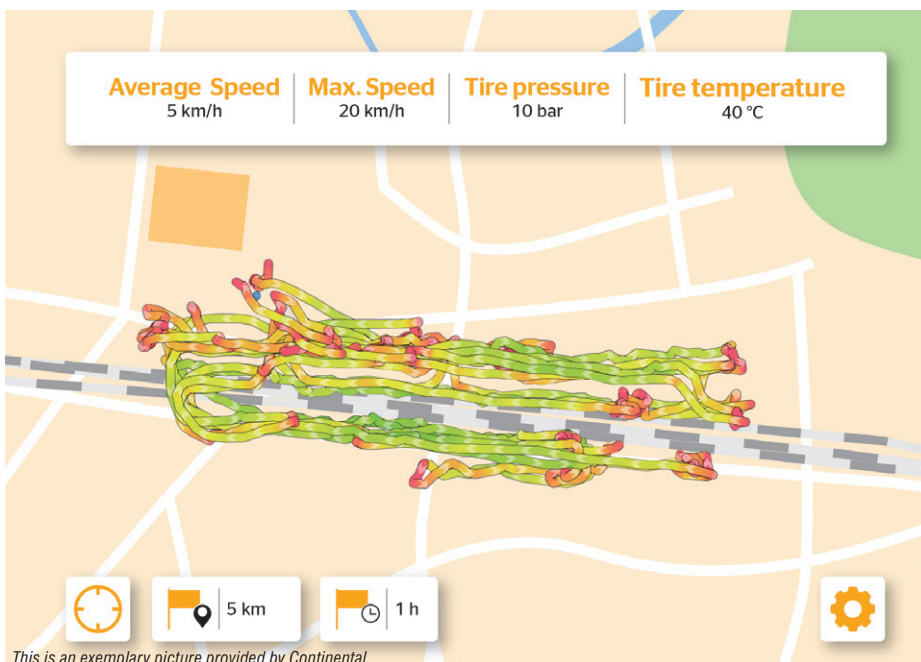 Average Speed
5 km/h
Max. Speed
20 km/h
Tire pressure
10 bar
Tire temperature
40 °C
5 km
1 h
This is an exemplary picture provided by Continental